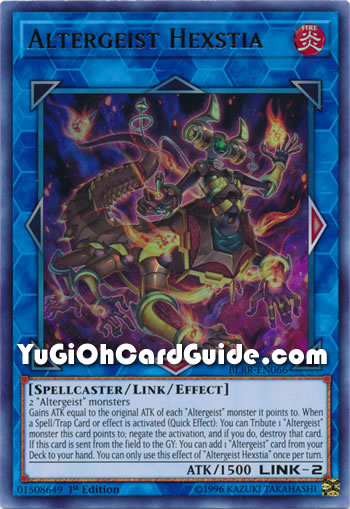 ALTERGEIST HEXSTIA
FIRE
炎
YuGiOhCardGuide.com
BLRR-EN066
[SPELLCASTER/LINK/EFFECT]
2 "Altergeist" monsters
Gains ATK equal to the original ATK of each "Altergeist" monster it points to. When
a Spell/Trap Card or effect is activated (Quick Effect): You can Tribute 1 "Altergeist"
monster this card points to; negate the activation, and if you do, destroy that card.
If this card is sent from the field to the GY: You can add 1 "Altergeist" card from your
Deck to your hand. You can only use this effect of "Altergeist Hexstia" once per turn.
ATK/1500 LINK-2
01508649 1st Edition ©1996 KAZUKI TAKAHASHI